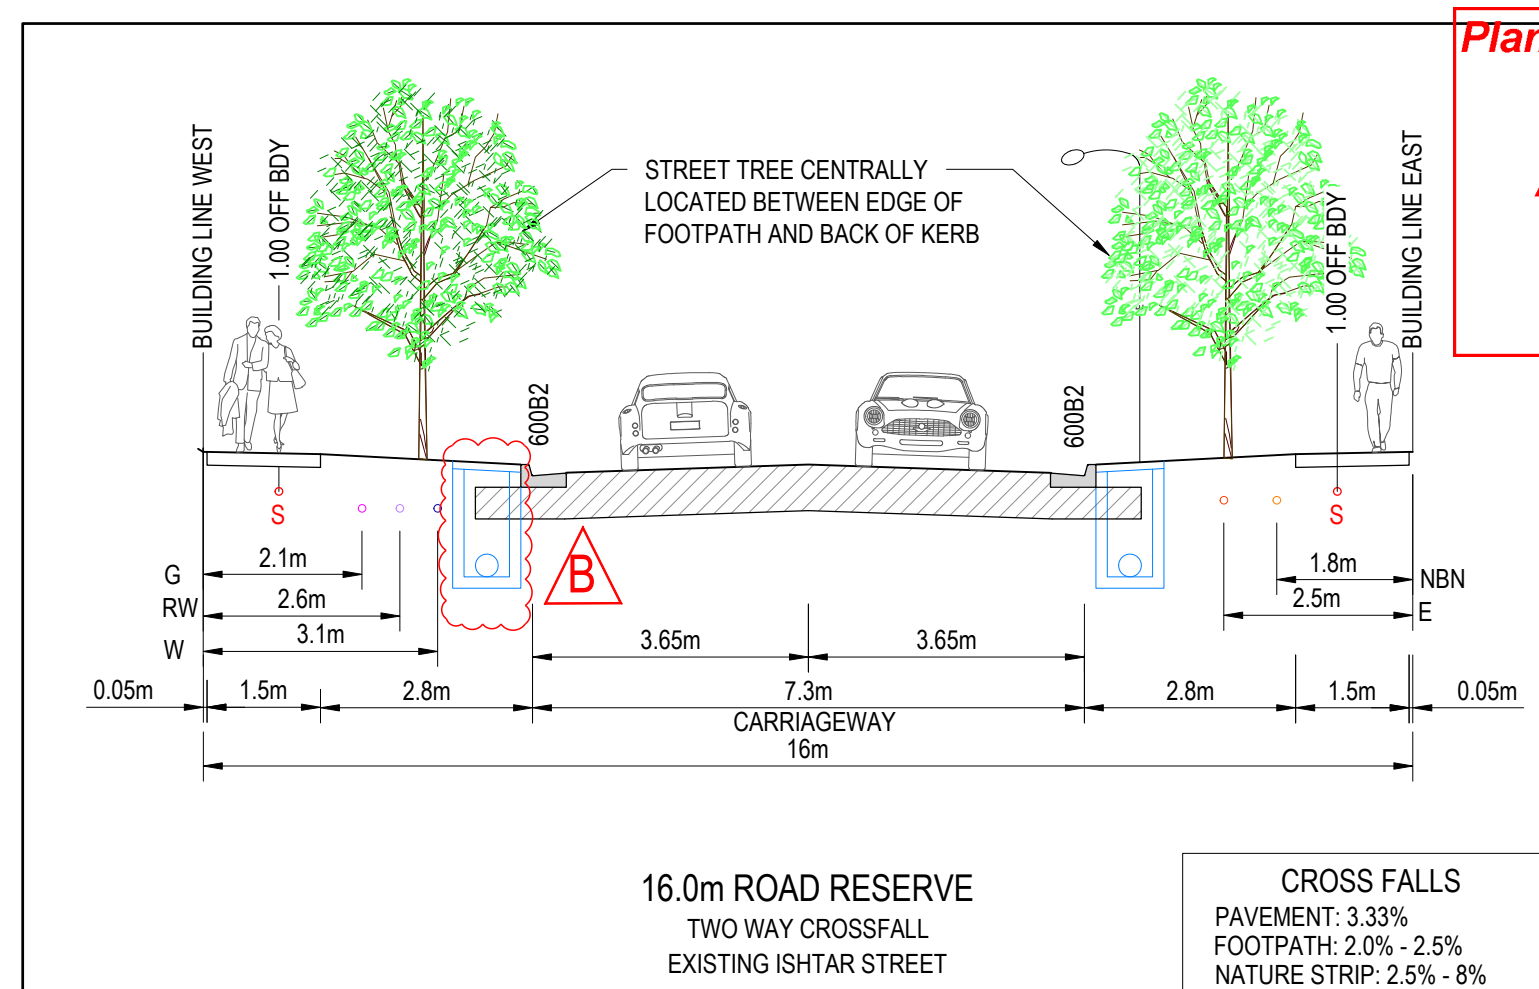 Plan
BUILDING LINE WEST
1.00 OFF BDY
STREET TREE CENTRALLY
LOCATED BETWEEN EDGE OF
FOOTPATH AND BACK OF KERB
1.00 OFF BDY
BUILDING LINE EAST
600B2
600B2
S
S
B
G
2.1m
RW
2.6m
W
3.1m
1.8m
NBN
2.5m
E
3.65m
3.65m
0.05m
1.5m
2.8m
7.3m
2.8m
1.5m
0.05m
CARRIAGEWAY
16m
16.0m ROAD RESERVE
TWO WAY CROSSFALL
EXISTING ISHTAR STREET
CROSS FALLS
PAVEMENT: 3.33%
FOOTPATH: 2.0% - 2.5%
NATURE STRIP: 2.5% - 8%